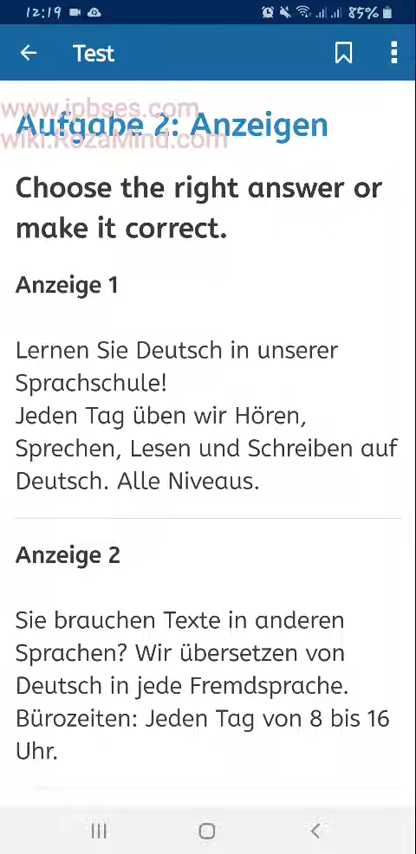 12:19 85%
Test
www.ipbses.com
Aufgabe 2: Anzeigen
wiki.RozaMind.com
Choose the right answer or
make it correct.
Anzeige 1
Lernen Sie Deutsch in unserer
Sprachschule!
Jeden Tag üben wir Hören,
Sprechen, Lesen und Schreiben auf
Deutsch. Alle Niveaus.
Anzeige 2
Sie brauchen Texte in anderen
Sprachen? Wir übersetzen von
Deutsch in jede Fremdsprache.
Bürozeiten: Jeden Tag von 8 bis 16
Uhr.